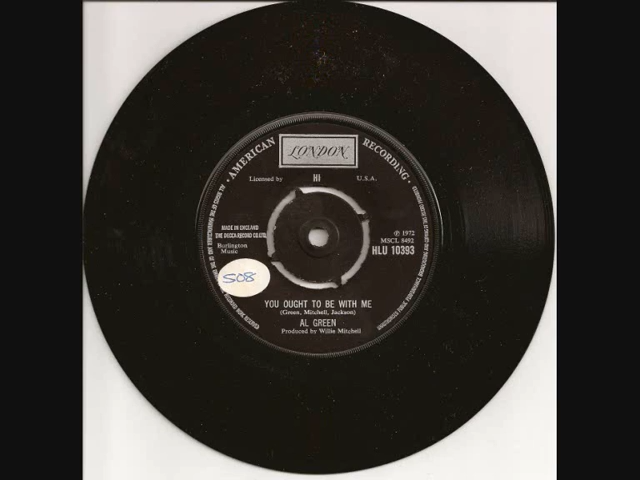 · AMERICAN RECORDING ·
LONDON
Licensed by HI U.S.A.
MADE IN ENGLAND
THE DECCA RECORD CO. LTD.
Burlington
Music
℗ 1972
MSCL 8492
HLU 10393
S08
YOU OUGHT TO BE WITH ME
(Green, Mitchell, Jackson)
AL GREEN
Produced by Willie Mitchell